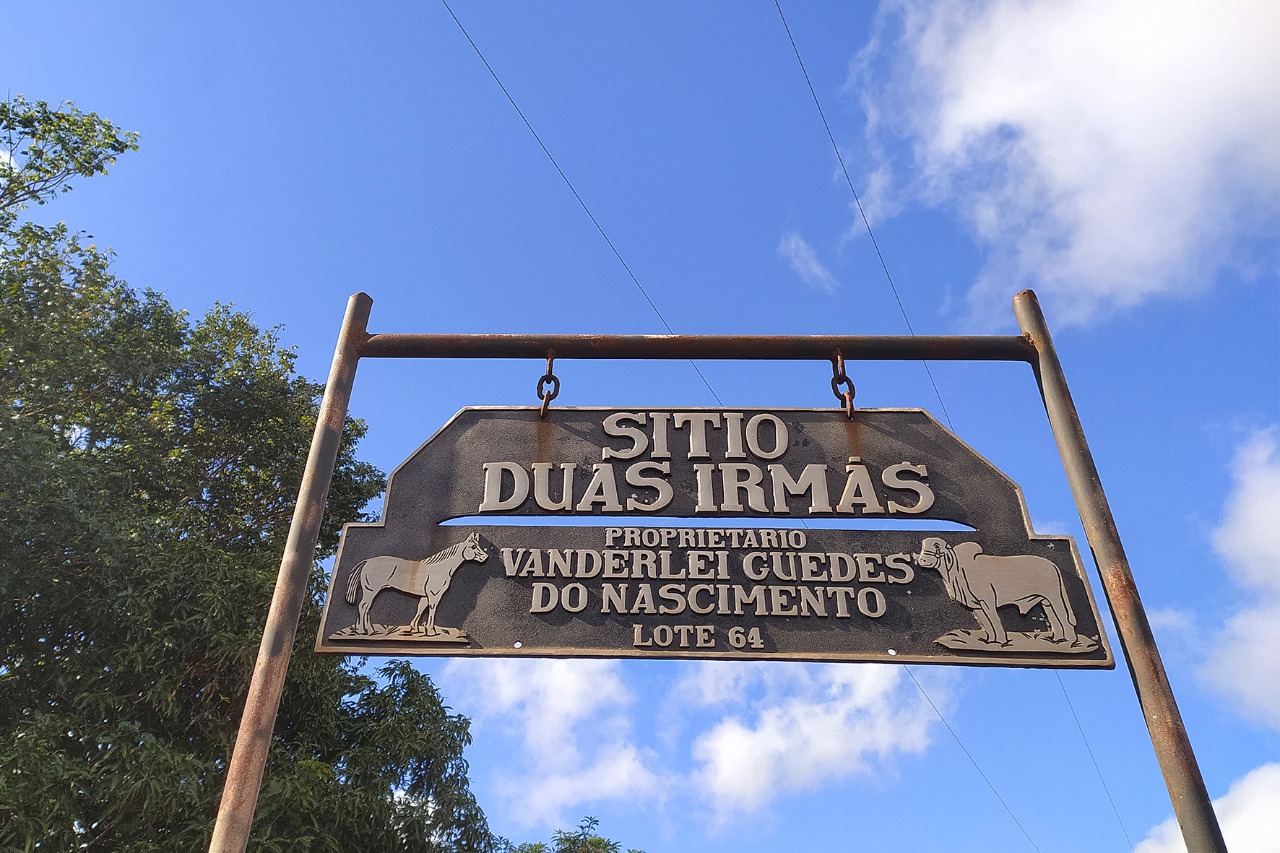 SITIO
DUAS IRMÃS
PROPRIETARIO
VANDERLEI GUEDES
DO NASCIMENTO
LOTE 64